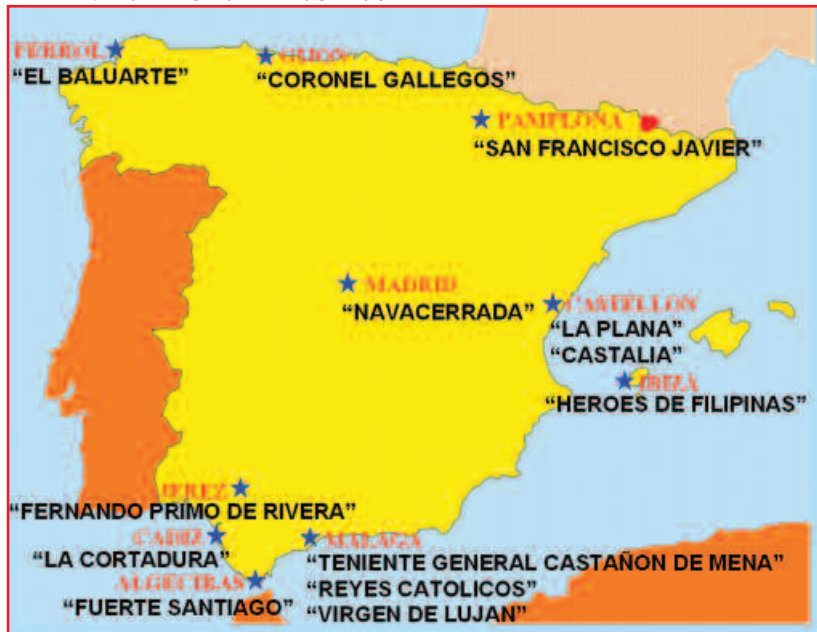 FERROL
“EL BALUARTE”
GIJON
“CORONEL GALLEGOS”
PAMPLONA
“SAN FRANCISCO JAVIER”
MADRID
“NAVACERRADA”
CASTELLON
“LA PLANA”
“CASTALIA”
IBIZA
“HEROES DE FILIPINAS”
JEREZ
“FERNANDO PRIMO DE RIVERA”
CADIZ
“LA CORTADURA”
MALAGA
“TENIENTE GENERAL CASTAÑON DE MENA”
“REYES CATOLICOS”
“VIRGEN DE LUJAN”
ALGECIRAS
“FUERTE SANTIAGO”